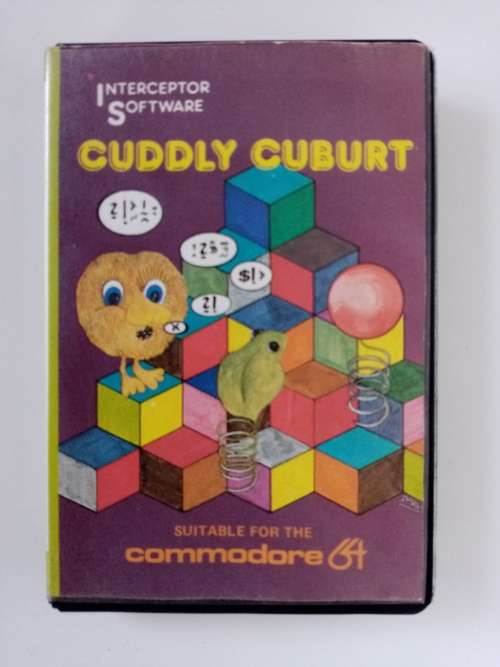 INTERCEPTOR
SOFTWARE
CUDDLY CUBURT
$!>
SUITABLE FOR THE
commodore 64